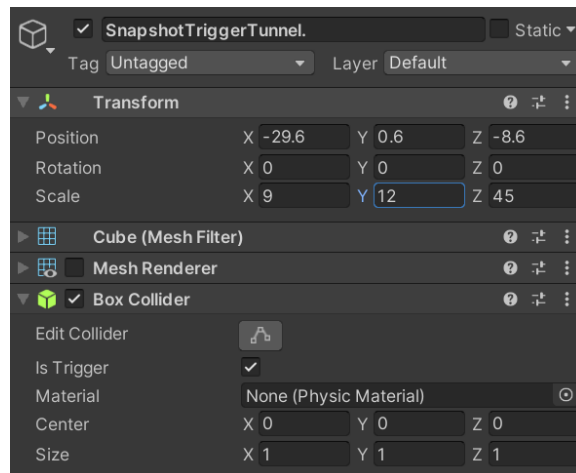 SnapshotTriggerTunnel. Static
Tag Untagged Layer Default
Transform
Position X -29.6 Y 0.6 Z -8.6
Rotation X 0 Y 0 Z 0
Scale X 9 Y 12 Z 45
Cube (Mesh Filter)
Mesh Renderer
Box Collider
Edit Collider
Is Trigger
Material None (Physic Material)
Center X 0 Y 0 Z 0
Size X 1 Y 1 Z 1